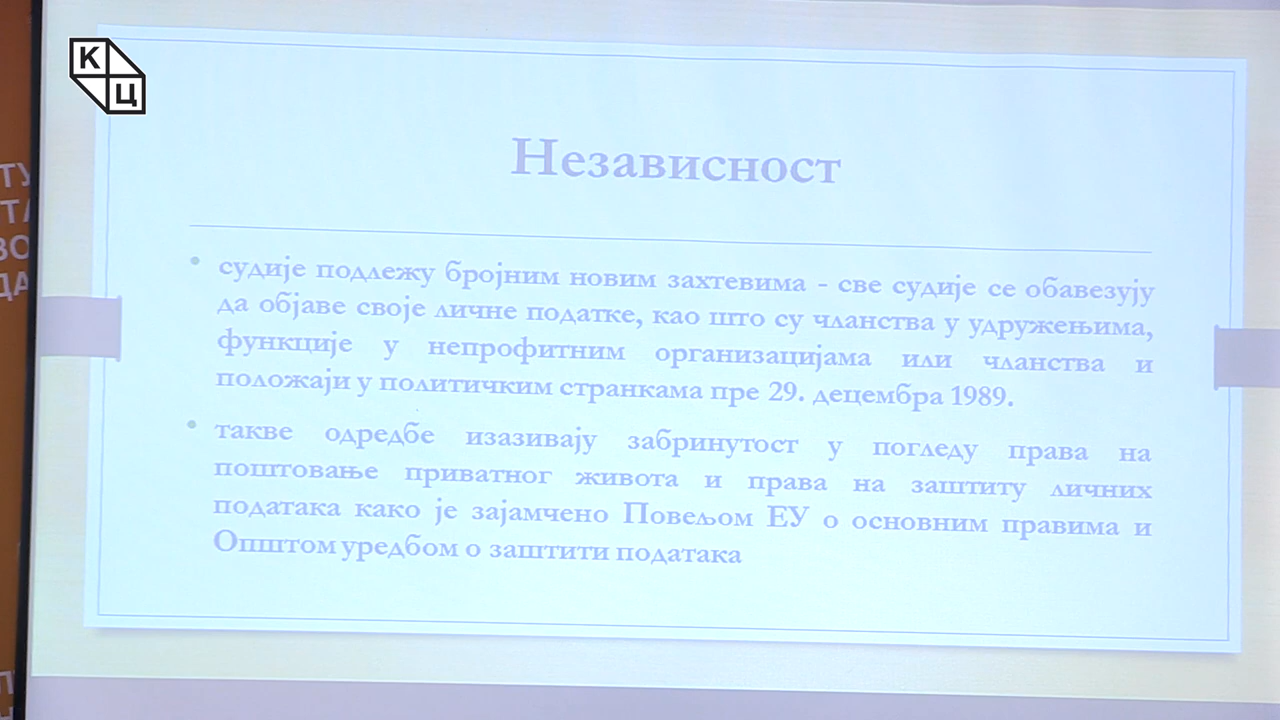 К
Ц
Независност
судије подлежу бројним новим захтевима - све судије се обавезују
да објаве своје личне податке, као што су чланства у удружењима,
функције у непрофитним организацијама или чланства и
положаји у политичким странкама пре 29. децембра 1989.
такве одредбе изазивају забринутост у погледу права на
поштовање приватног живота и права на заштиту личних
података како је зајамчено Повељом ЕУ о основним правима и
Општом уредбом о заштити података